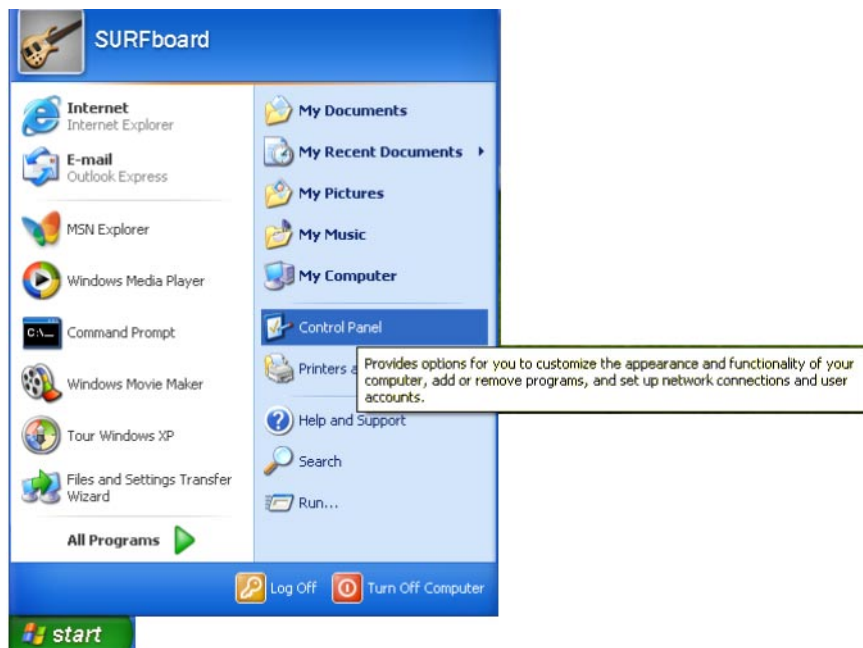 SURFboard
Internet
Internet Explorer
E-mail
Outlook Express
MSN Explorer
Windows Media Player
C:\_
Command Prompt
Windows Movie Maker
Tour Windows XP
Files and Settings Transfer
Wizard
All Programs
My Documents
My Recent Documents
My Pictures
My Music
My Computer
Control Panel
Printers a
Provides options for you to customize the appearance and functionality of your
computer, add or remove programs, and set up network connections and user
accounts.
Help and Support
Search
Run...
Log Off
Turn Off Computer
start